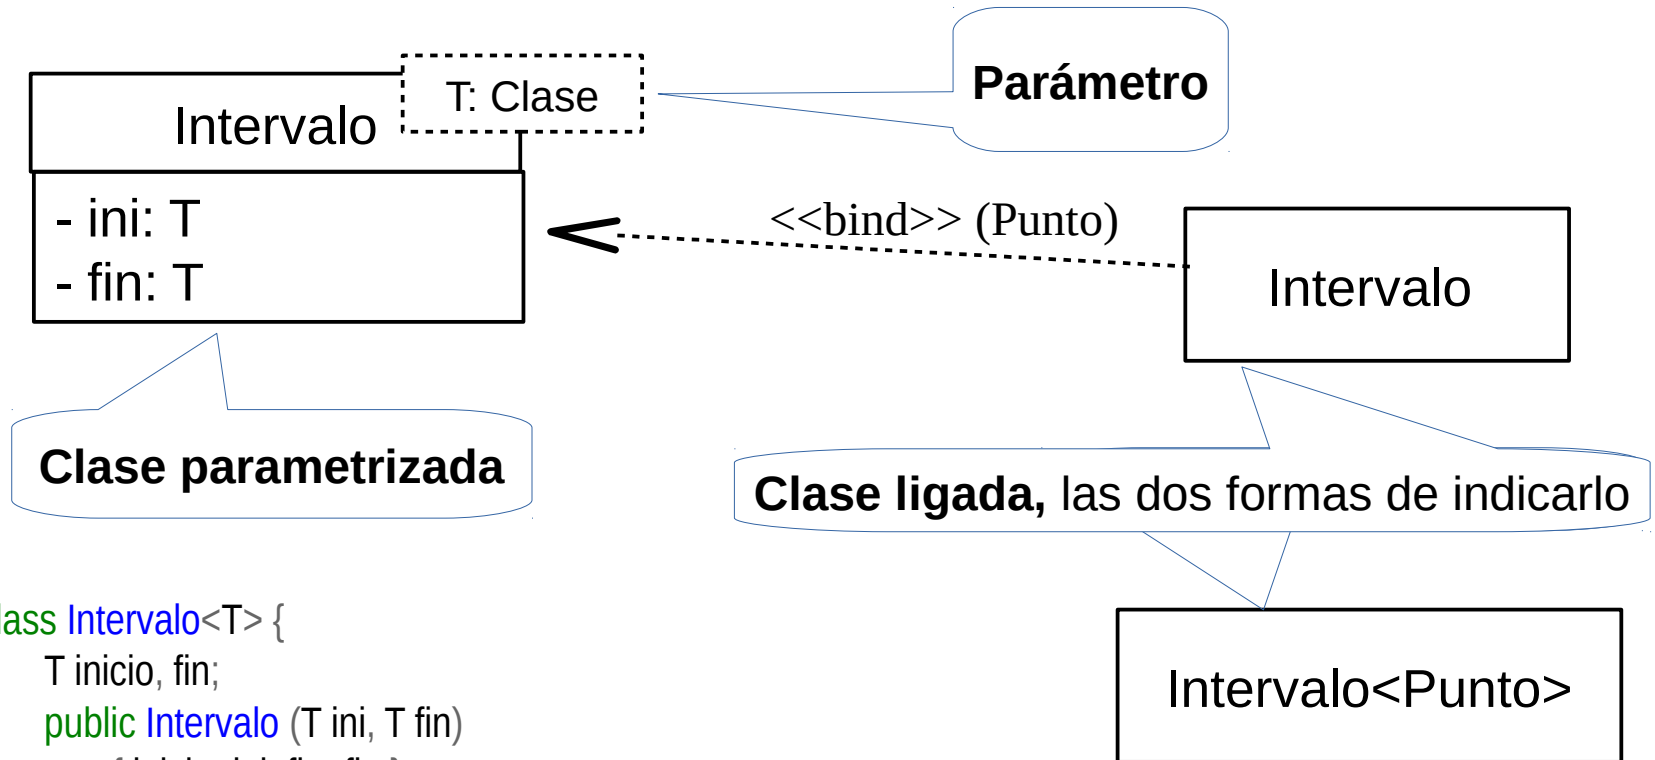 T: Clase
Intervalo
Parámetro
- ini: T
- fin: T
<<bind>> (Punto)
Intervalo
Clase parametrizada
Clase ligada, las dos formas de indicarlo
lass Intervalo<T> {
T inicio, fin;
public Intervalo (T ini, T fin)
Intervalo<Punto>